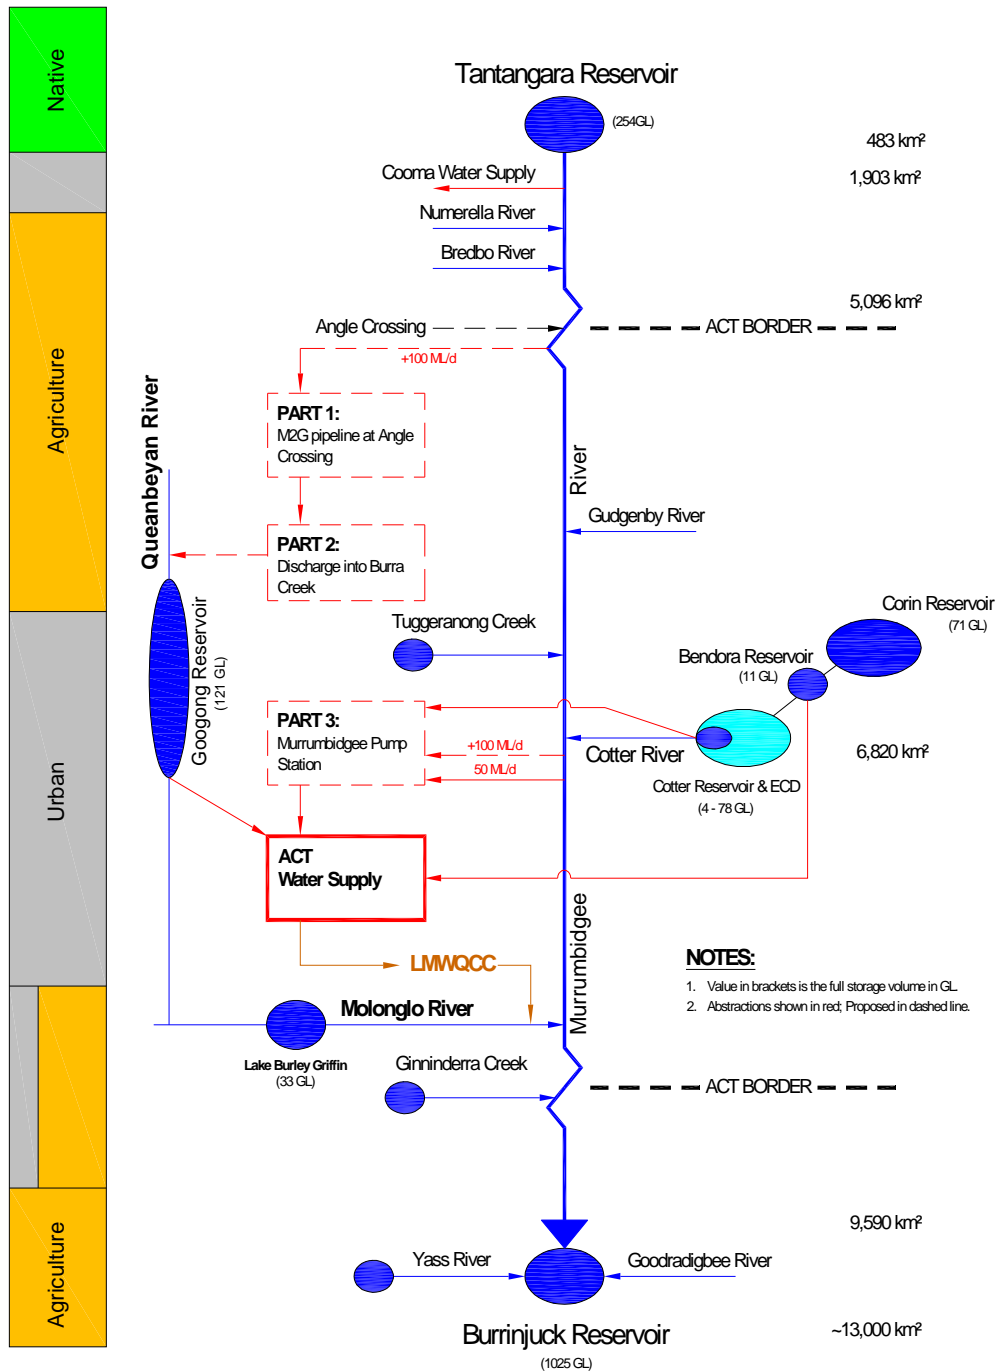 Native
Tantangara Reservoir
(254GL)
483 km²
Cooma Water Supply
1,903 km²
Numerella River
Bredbo River
5,096 km²
Angle Crossing
ACT BORDER
+100 ML/d
Agriculture
Queanbeyan River
PART 1:
M2G pipeline at Angle
Crossing
River
Gudgenby River
PART 2:
Discharge into Burra
Creek
Googong Reservoir
(121 GL)
Tuggeranong Creek
Corin Reservoir
(71 GL)
Bendora Reservoir
(11 GL)
PART 3:
Murrumbidgee Pump
Station
+100 ML/d
50 ML/d
Cotter River
6,820 km²
Cotter Reservoir & ECD
(4 - 78 GL)
Urban
ACT
Water Supply
Murrumbidgee
LMWQCC
NOTES:
1. Value in brackets is the full storage volume in GL.
2. Abstractions shown in red; Proposed in dashed line.
Molonglo River
Lake Burley Griffin
(33 GL)
Ginninderra Creek
ACT BORDER
9,590 km²
Agriculture
Yass River
Goodradigbee River
Burrinjuck Reservoir
(1025 GL)
~13,000 km²